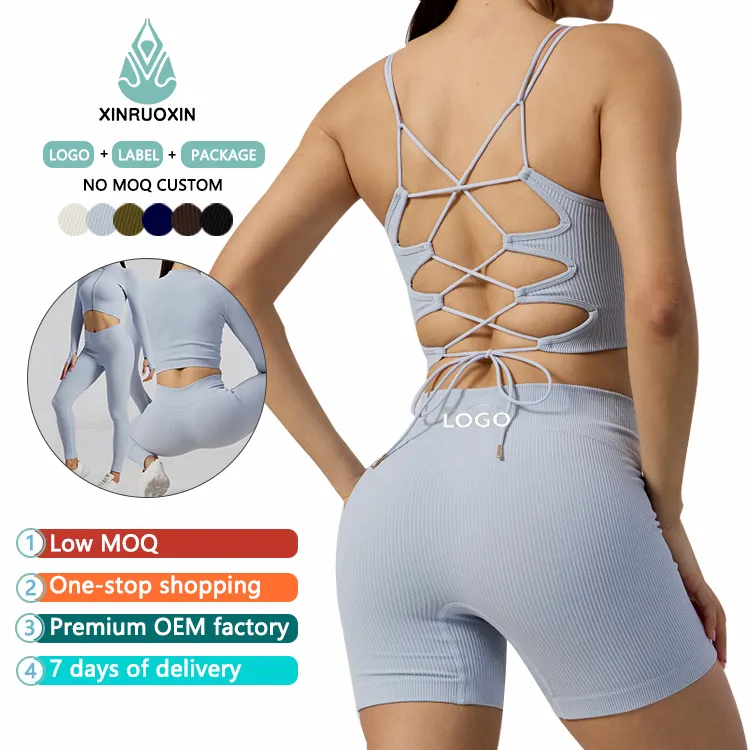 XINRUOXIN
LOGO + LABEL + PACKAGE
NO MOQ CUSTOM
LOGO
1 Low MOQ
2 One-stop shopping
3 Premium OEM factory
4 7 days of delivery